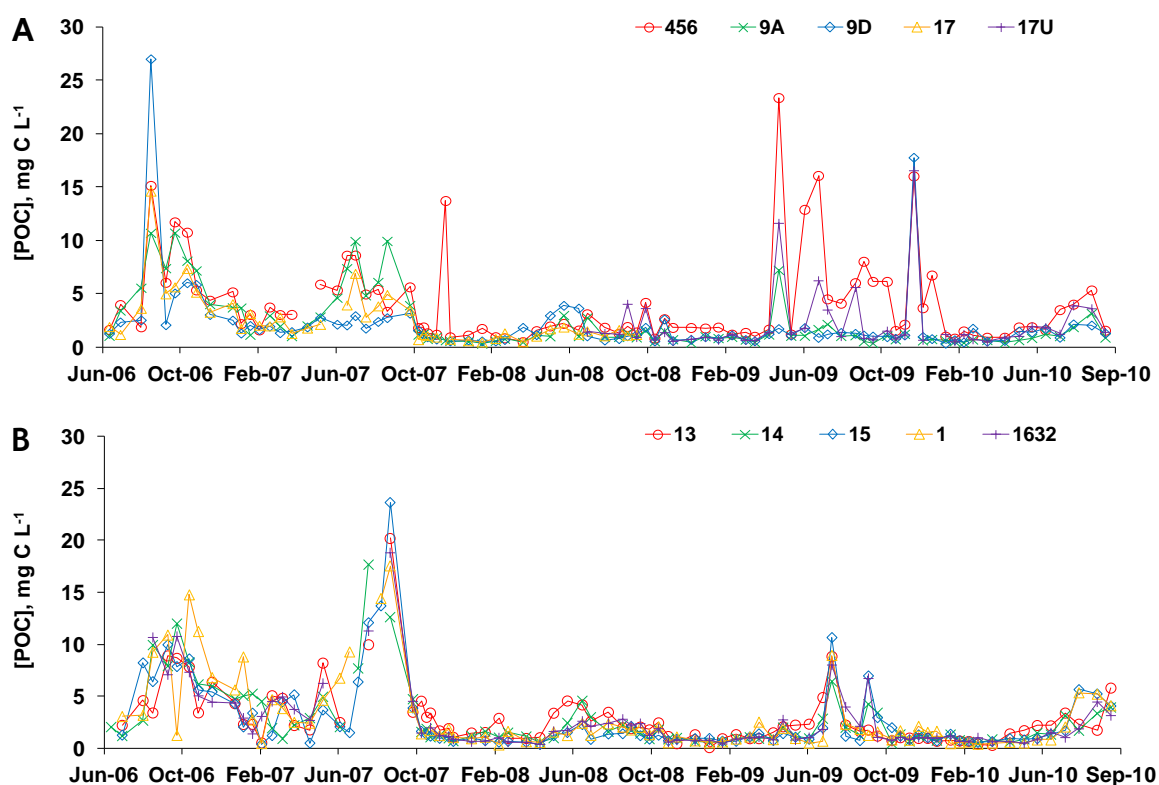 A
456 9A 9D 17 17U
[POC], mg C L-1
30
25
20
15
10
5
0
Jun-06 Oct-06 Feb-07 Jun-07 Oct-07 Feb-08 Jun-08 Oct-08 Feb-09 Jun-09 Oct-09 Feb-10 Jun-10 Sep-10
B
13 14 15 1 1632
[POC], mg C L-1
30
25
20
15
10
5
0
Jun-06 Oct-06 Feb-07 Jun-07 Oct-07 Feb-08 Jun-08 Oct-08 Feb-09 Jun-09 Oct-09 Feb-10 Jun-10 Sep-10